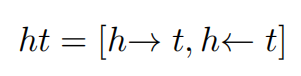 ht = [h→ t, h← t]